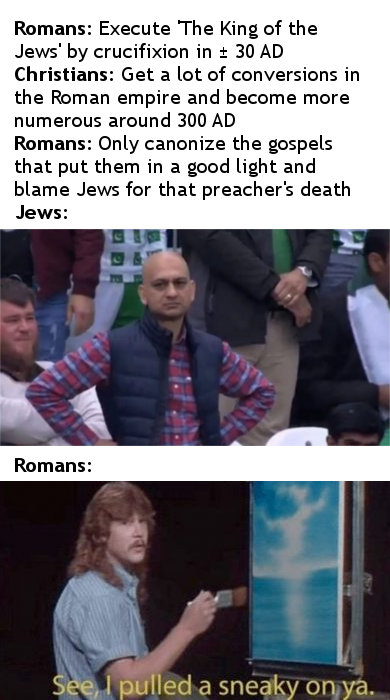 Romans: Execute 'The King of the
Jews' by crucifixion in ± 30 AD
Christians: Get a lot of conversions in
the Roman empire and become more
numerous around 300 AD
Romans: Only canonize the gospels
that put them in a good light and
blame Jews for that preacher's death
Jews:
Romans:
See, I pulled a sneaky on ya.